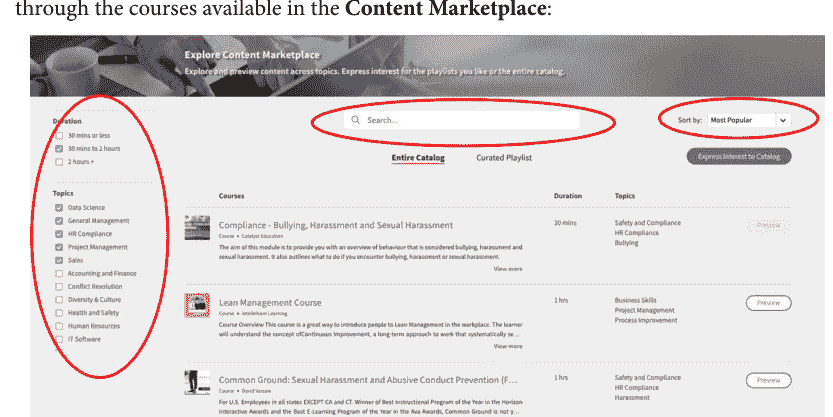 through the courses available in the Content Marketplace:
Explore Content Marketplace
Explore and preview content across topics. Express interest for the playlists you like or the entire catalog.
Duration
30 mins or less
30 mins to 2 hours
2 hours +
Topics
Data Science
General Management
HR Compliance
Project Management
Sales
Accounting and Finance
Conflict Resolution
Diversity & Culture
Health and Safety
Human Resources
IT Software
Search...
Sort by: Most Popular
Entire Catalog Curated Playlist
Express Interest to Catalog
Courses Duration Topics
Compliance - Bullying, Harassment and Sexual Harassment
Course • Catalyst Education
The aim of this module is to provide you with an overview of behaviour that is considered bullying, harassment and
sexual harassment. It also outlines what to do if you encounter bullying, harassment or sexual harassment.
View more
30 mins
Safety and Compliance
HR Compliance
Bullying
Preview
Lean Management Course
Course • Intellezoom Learning
Course Overview This course is a great way to introduce people to Lean Management in the workplace. The learner
will understand the concept ofContinuous Improvement, a long-term approach to work that systematically se...
View more
1 hrs
Business Skills
Project Management
Process Improvement
Preview
Common Ground: Sexual Harassment and Abusive Conduct Prevention (F...
Course • David Versam
For U.S. Employees in all states EXCEPT CA and CT. Winner of Best Instructional Program of the Year in the Horizon
Interactive Awards and the Best E-Learning Program of the Year in the Ava Awards, Common Ground is not y...
1 hrs
Safety and Compliance
HR Compliance
Harassment
Preview